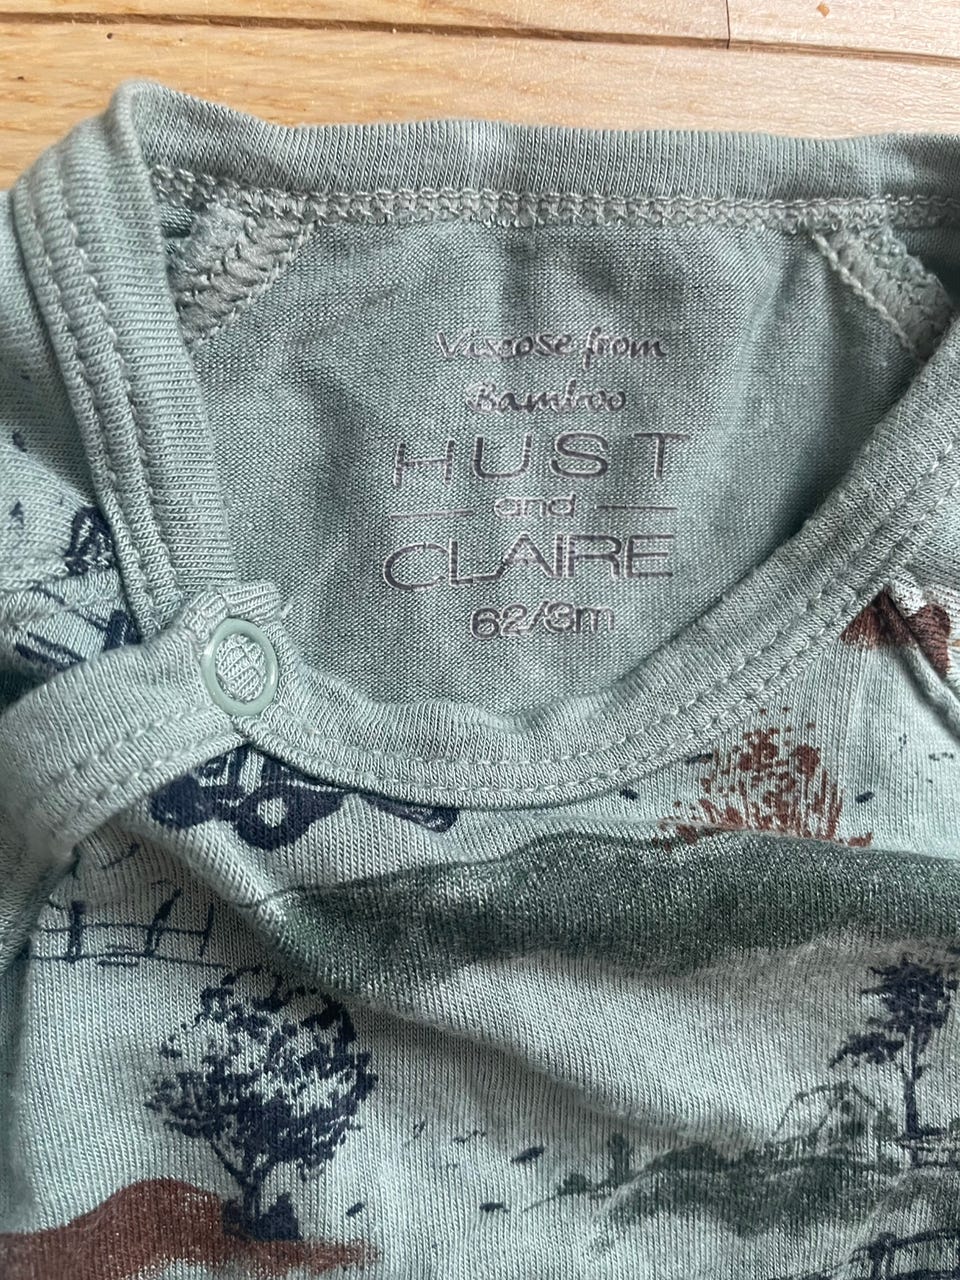 Viscose from
Bamboo
HUST
and
CLAIRE
62/3m